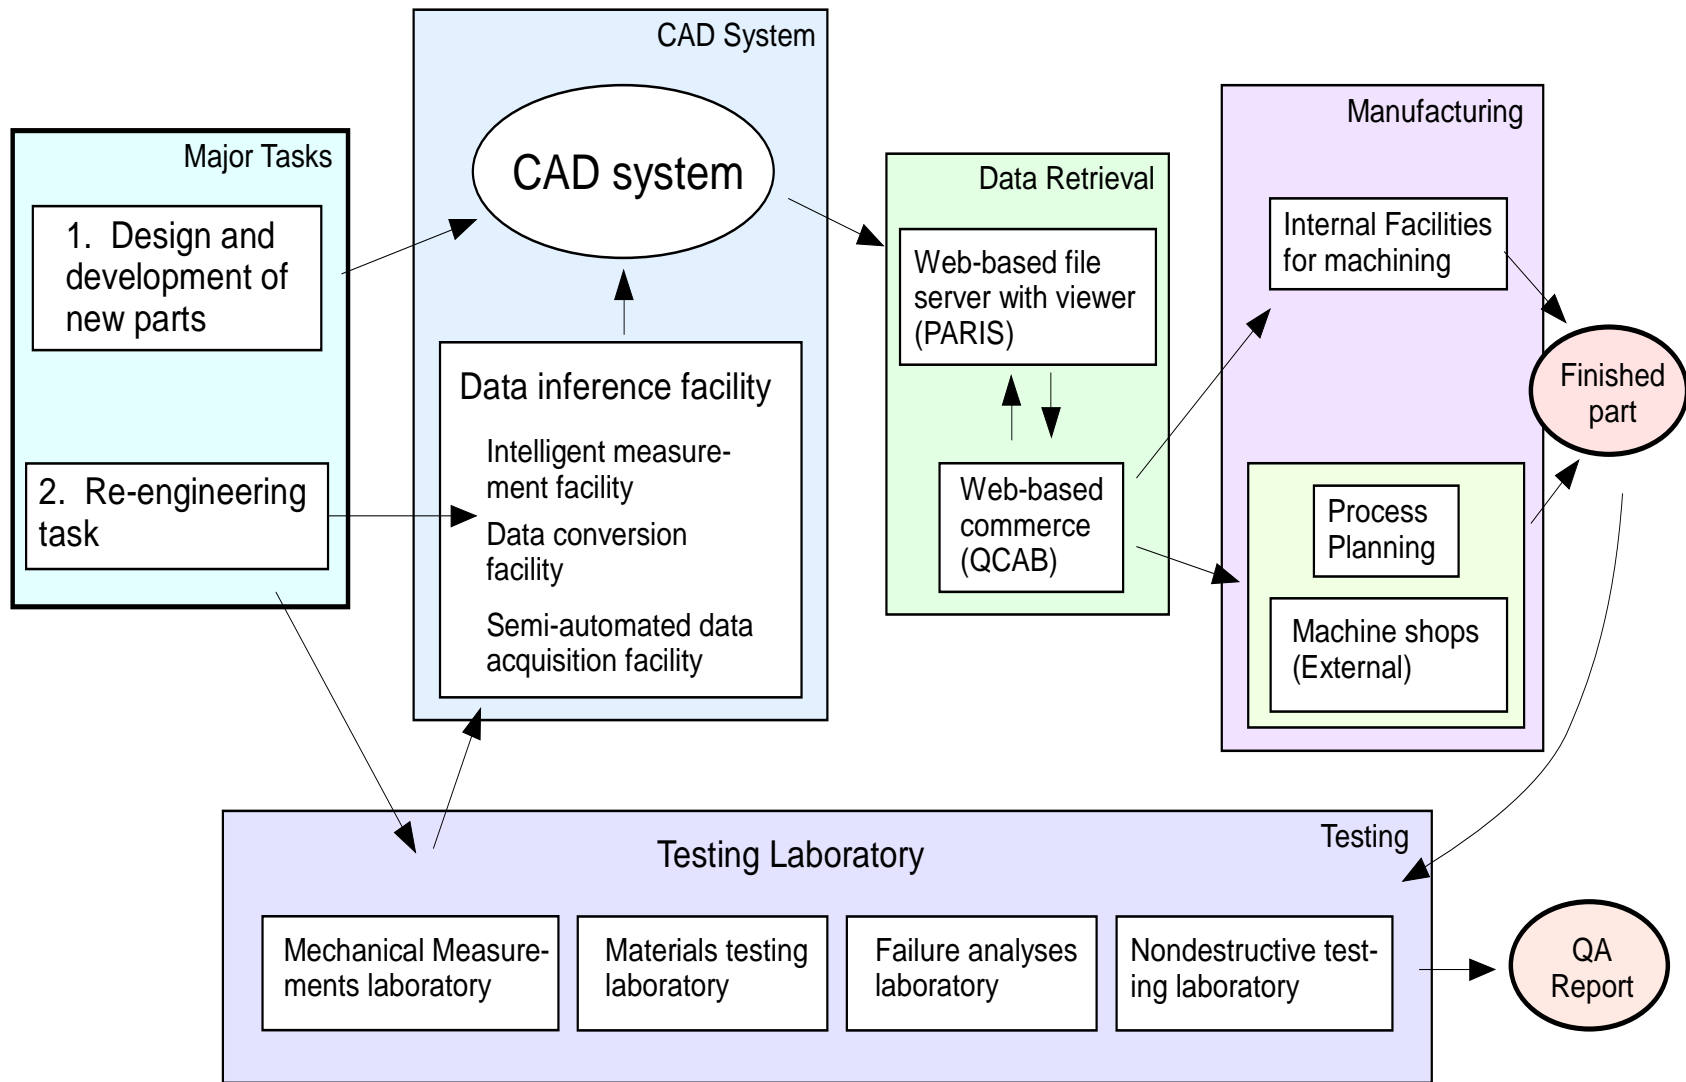 CAD System
CAD system
Major Tasks
1. Design and
development of
new parts
2. Re-engineering
task
Data inference facility
Intelligent measure-
ment facility
Data conversion
facility
Semi-automated data
acquisition facility
Data Retrieval
Web-based file
server with viewer
(PARIS)
Web-based
commerce
(QCAB)
Manufacturing
Internal Facilities
for machining
Process
Planning
Machine shops
(External)
Finished
part
Testing
Testing Laboratory
Mechanical Measure-
ments laboratory
Materials testing
laboratory
Failure analyses
laboratory
Nondestructive test-
ing laboratory
QA
Report